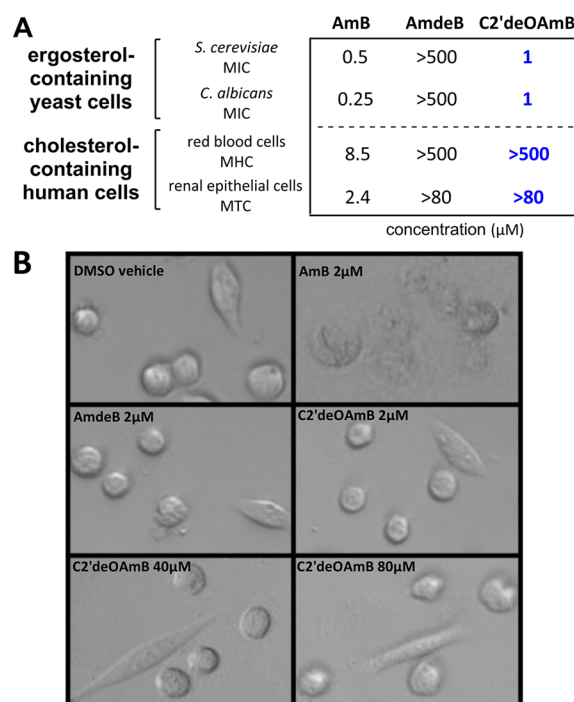 A
AmB AmdeB C2'deOAmB
ergosterol-
containing
yeast cells
S. cerevisiae
MIC
0.5 >500 1
C. albicans
MIC
0.25 >500 1
cholesterol-
containing
human cells
red blood cells
MHC
8.5 >500 >500
renal epithelial cells
MTC
2.4 >80 >80
concentration (µM)
B
DMSO vehicle
AmB 2µM
AmdeB 2µM
C2'deOAmB 2µM
C2'deOAmB 40µM
C2'deOAmB 80µM